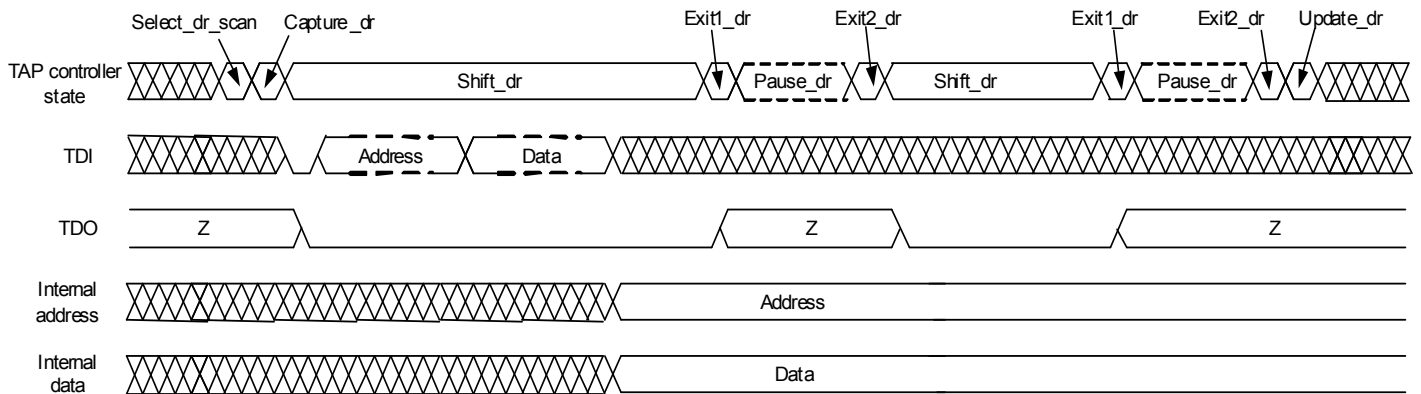 Select_dr_scan Capture_dr Exit1_dr Exit2_dr Exit1_dr Exit2_dr Update_dr
TAP controller
state
Shift_dr Pause_dr Shift_dr Pause_dr
TDI Address Data
TDO Z Z Z
Internal
address
Address
Internal
data
Data